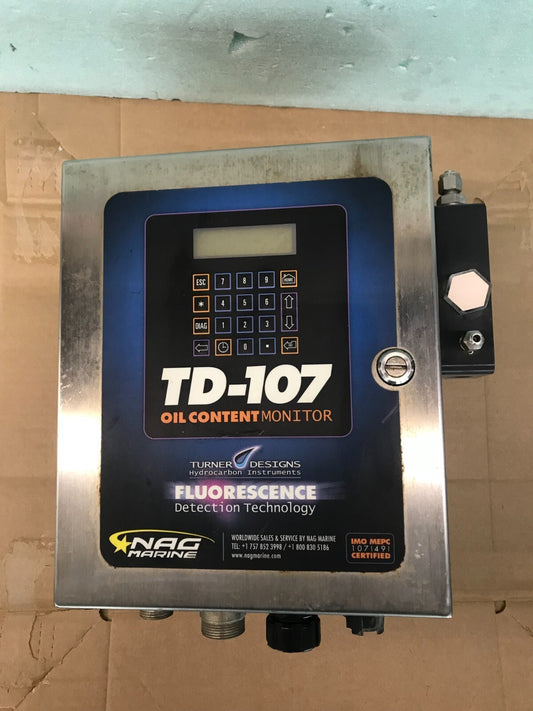 ESC 7 8 9 HOME
* 4 5 6
DIAG 1 2 3
0 .
TD-107
OIL CONTENT MONITOR
TURNER DESIGNS
Hydrocarbon Instruments
FLUORESCENCE
Detection Technology
NAG
MARINE
WORLDWIDE SALES & SERVICE BY NAG MARINE
TEL: +1 757 852 3998 / +1 800 830 5186
www.nagmarine.com
IMO MEPC
107(49)
CERTIFIED